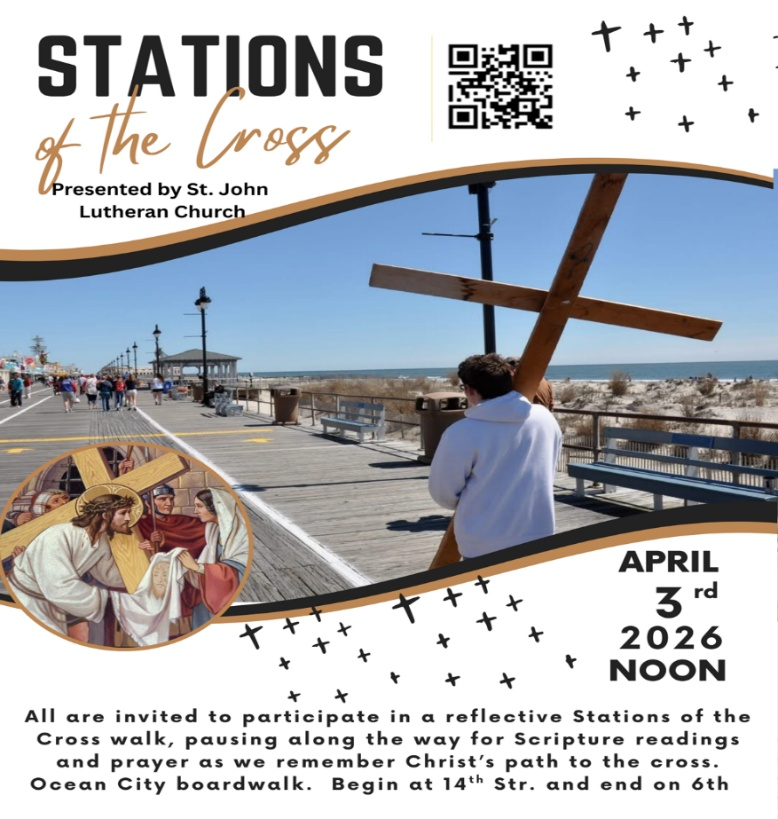 STATIONS
of the Cross
Presented by St. John
Lutheran Church
APRIL
3rd
2026
NOON
All are invited to participate in a reflective Stations of the
Cross walk, pausing along the way for Scripture readings
and prayer as we remember Christ's path to the cross.
Ocean City boardwalk. Begin at 14th Str. and end on 6th